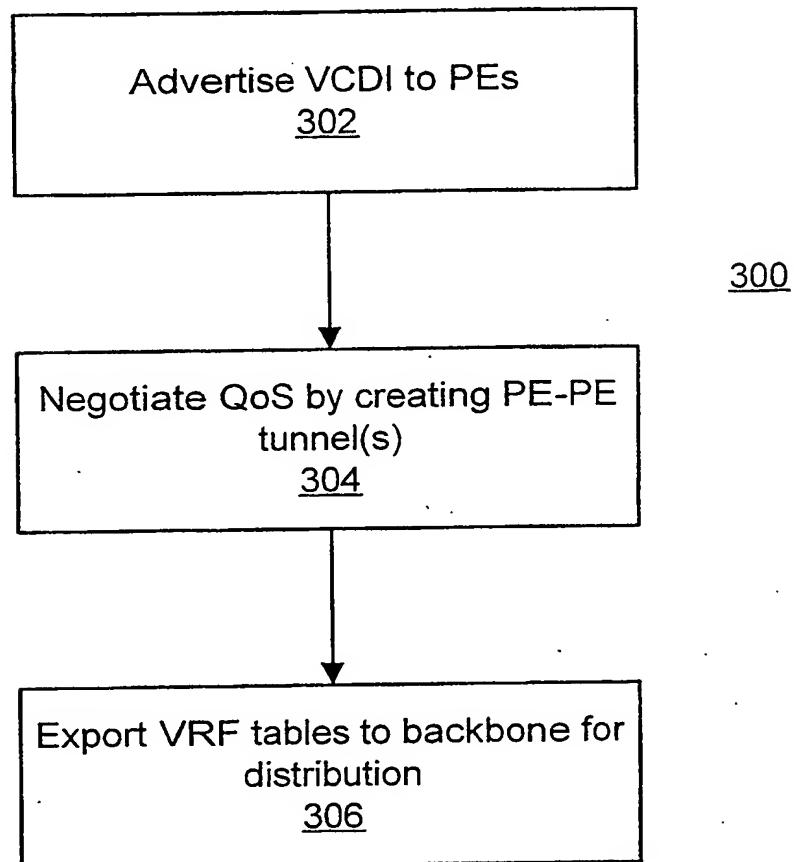 Advertise VCDI to PEs
302
300
Negotiate QoS by creating PE-PE
tunnel(s)
304
Export VRF tables to backbone for
distribution
306